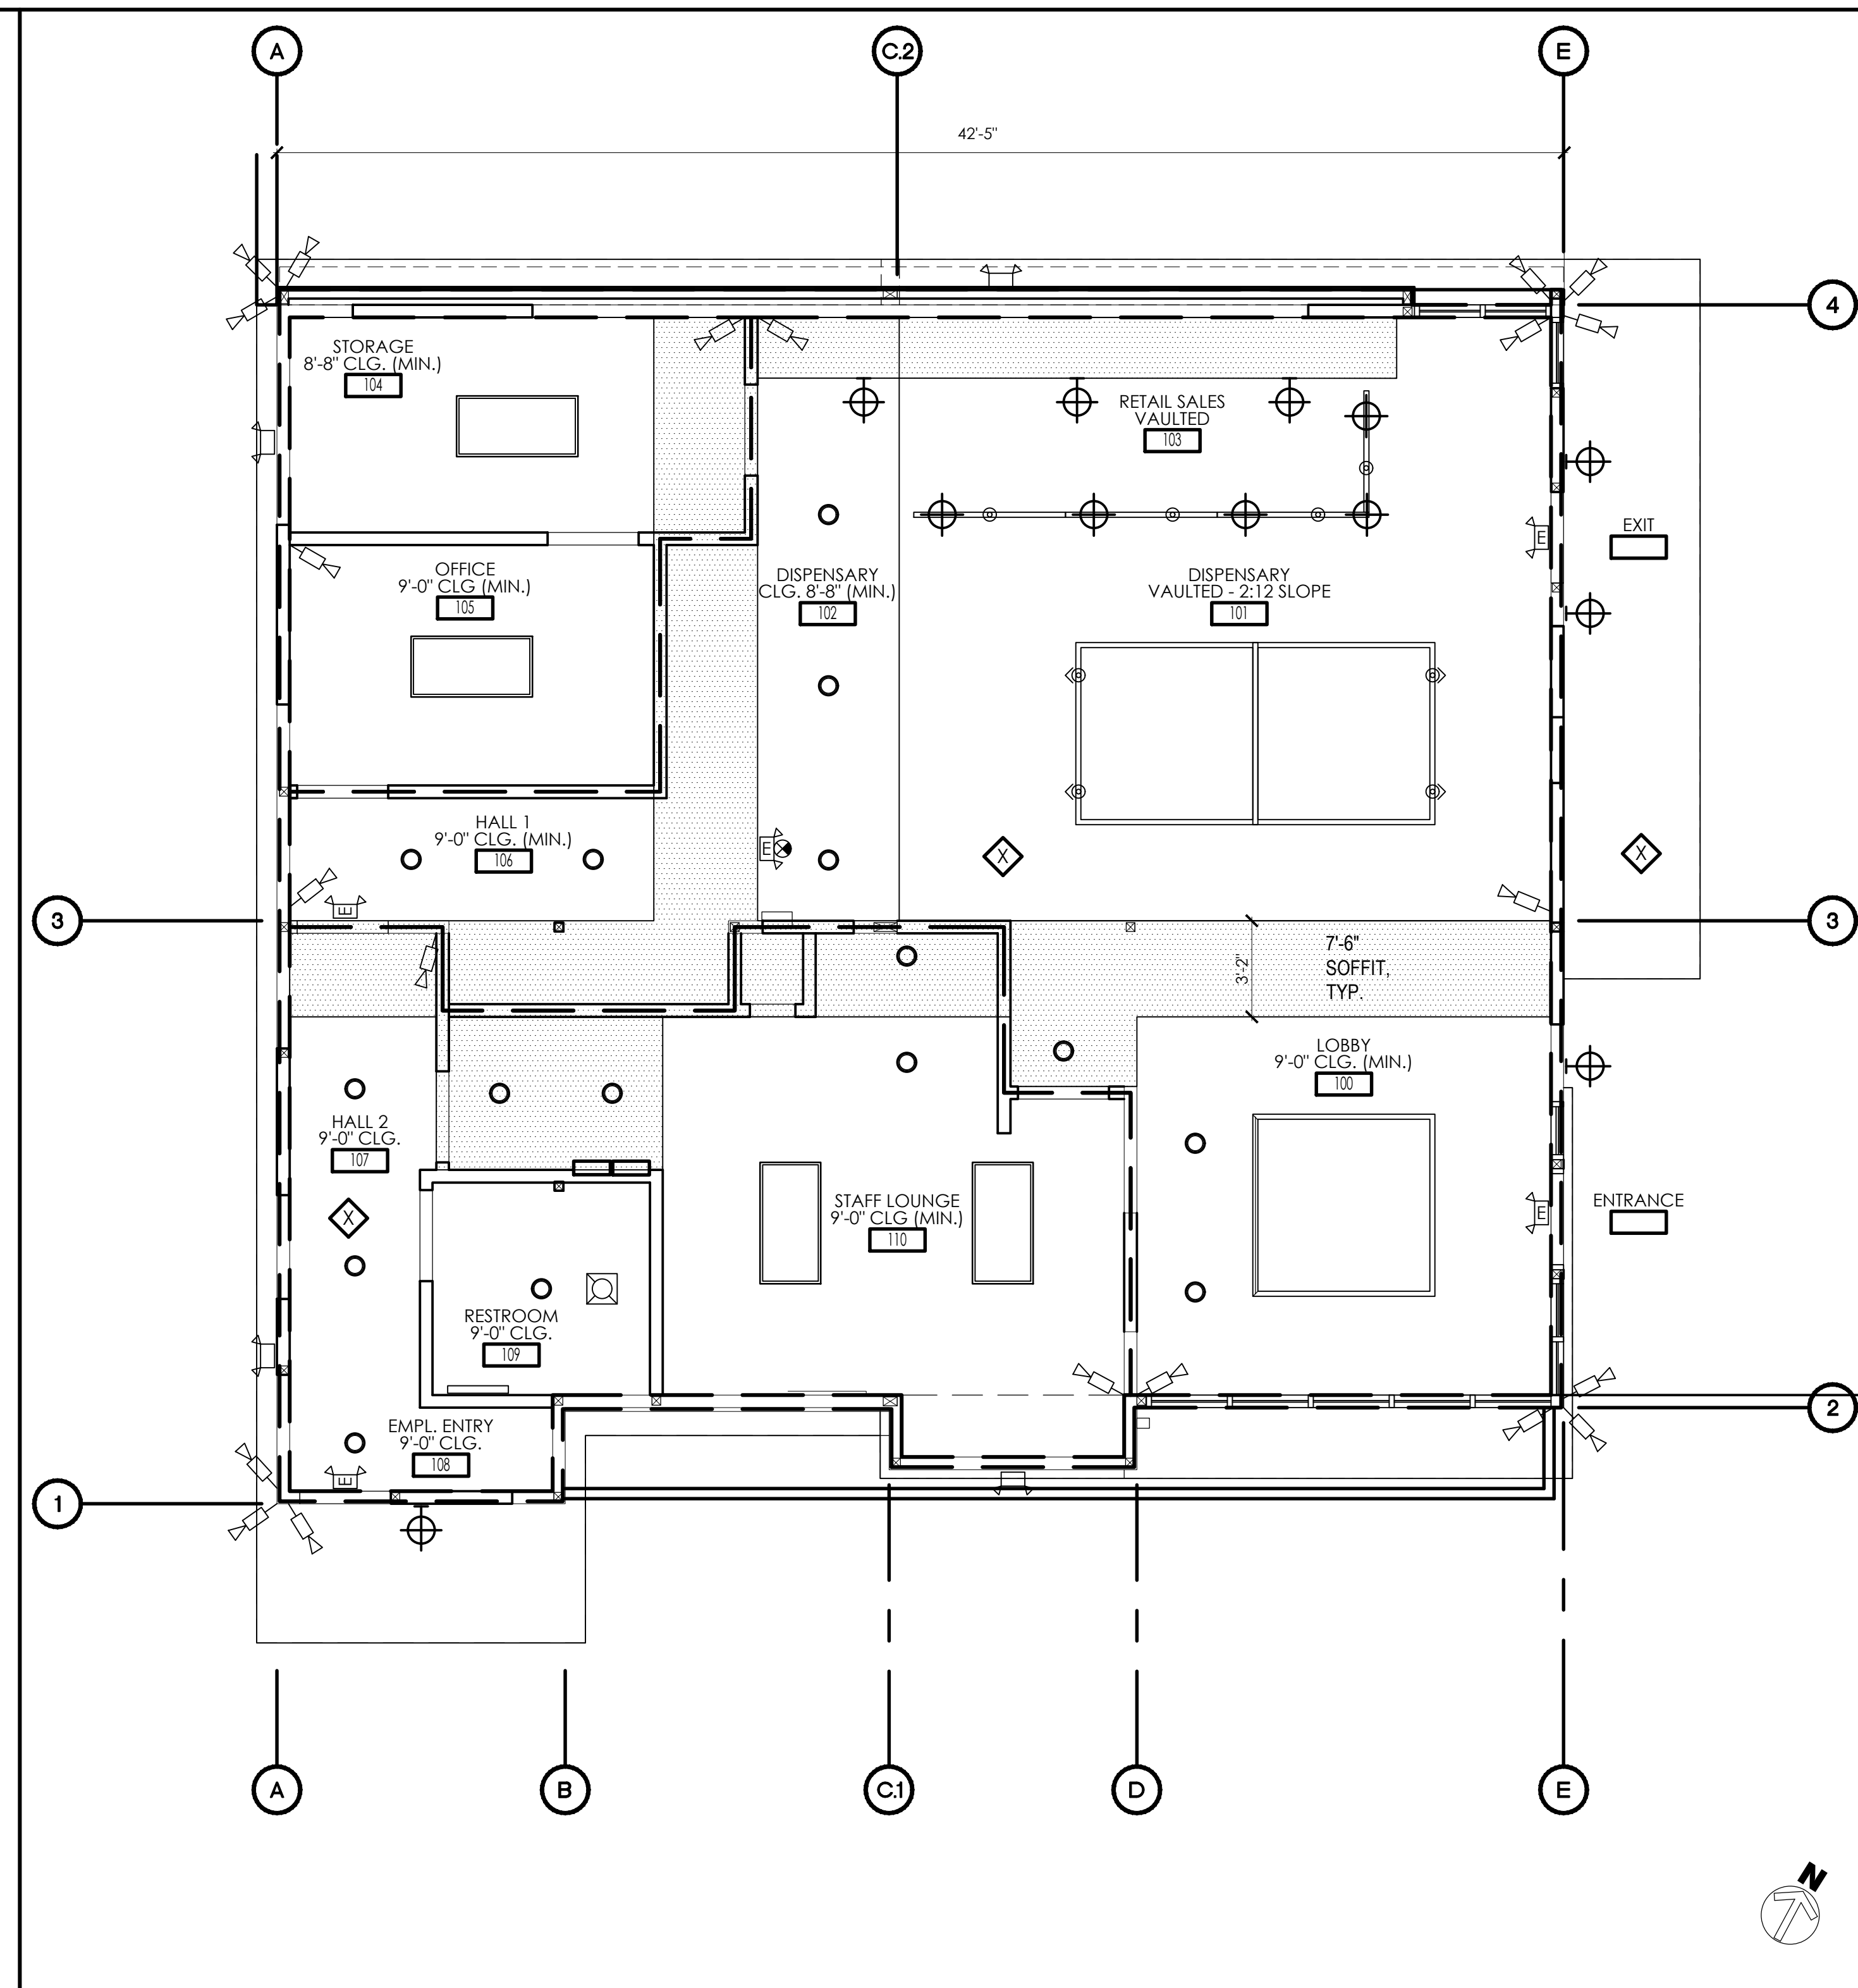 A
C.2
E
42'-5"
4
STORAGE
8'-8" CLG. (MIN.)
104
RETAIL SALES
VAULTED
103
EXIT
OFFICE
9'-0" CLG (MIN.)
105
DISPENSARY
CLG. 8'-8" (MIN.)
102
DISPENSARY
VAULTED - 2:12 SLOPE
101
E
HALL 1
9'-0" CLG. (MIN.)
106
E
X
X
E
3
3
3'-2"
7'-6"
SOFFIT,
TYP.
LOBBY
9'-0" CLG. (MIN.)
100
HALL 2
9'-0" CLG.
107
X
STAFF LOUNGE
9'-0" CLG (MIN.)
110
E
ENTRANCE
RESTROOM
9'-0" CLG.
109
2
EMPL. ENTRY
9'-0" CLG.
108
E
1
A
B
C.1
D
E
N